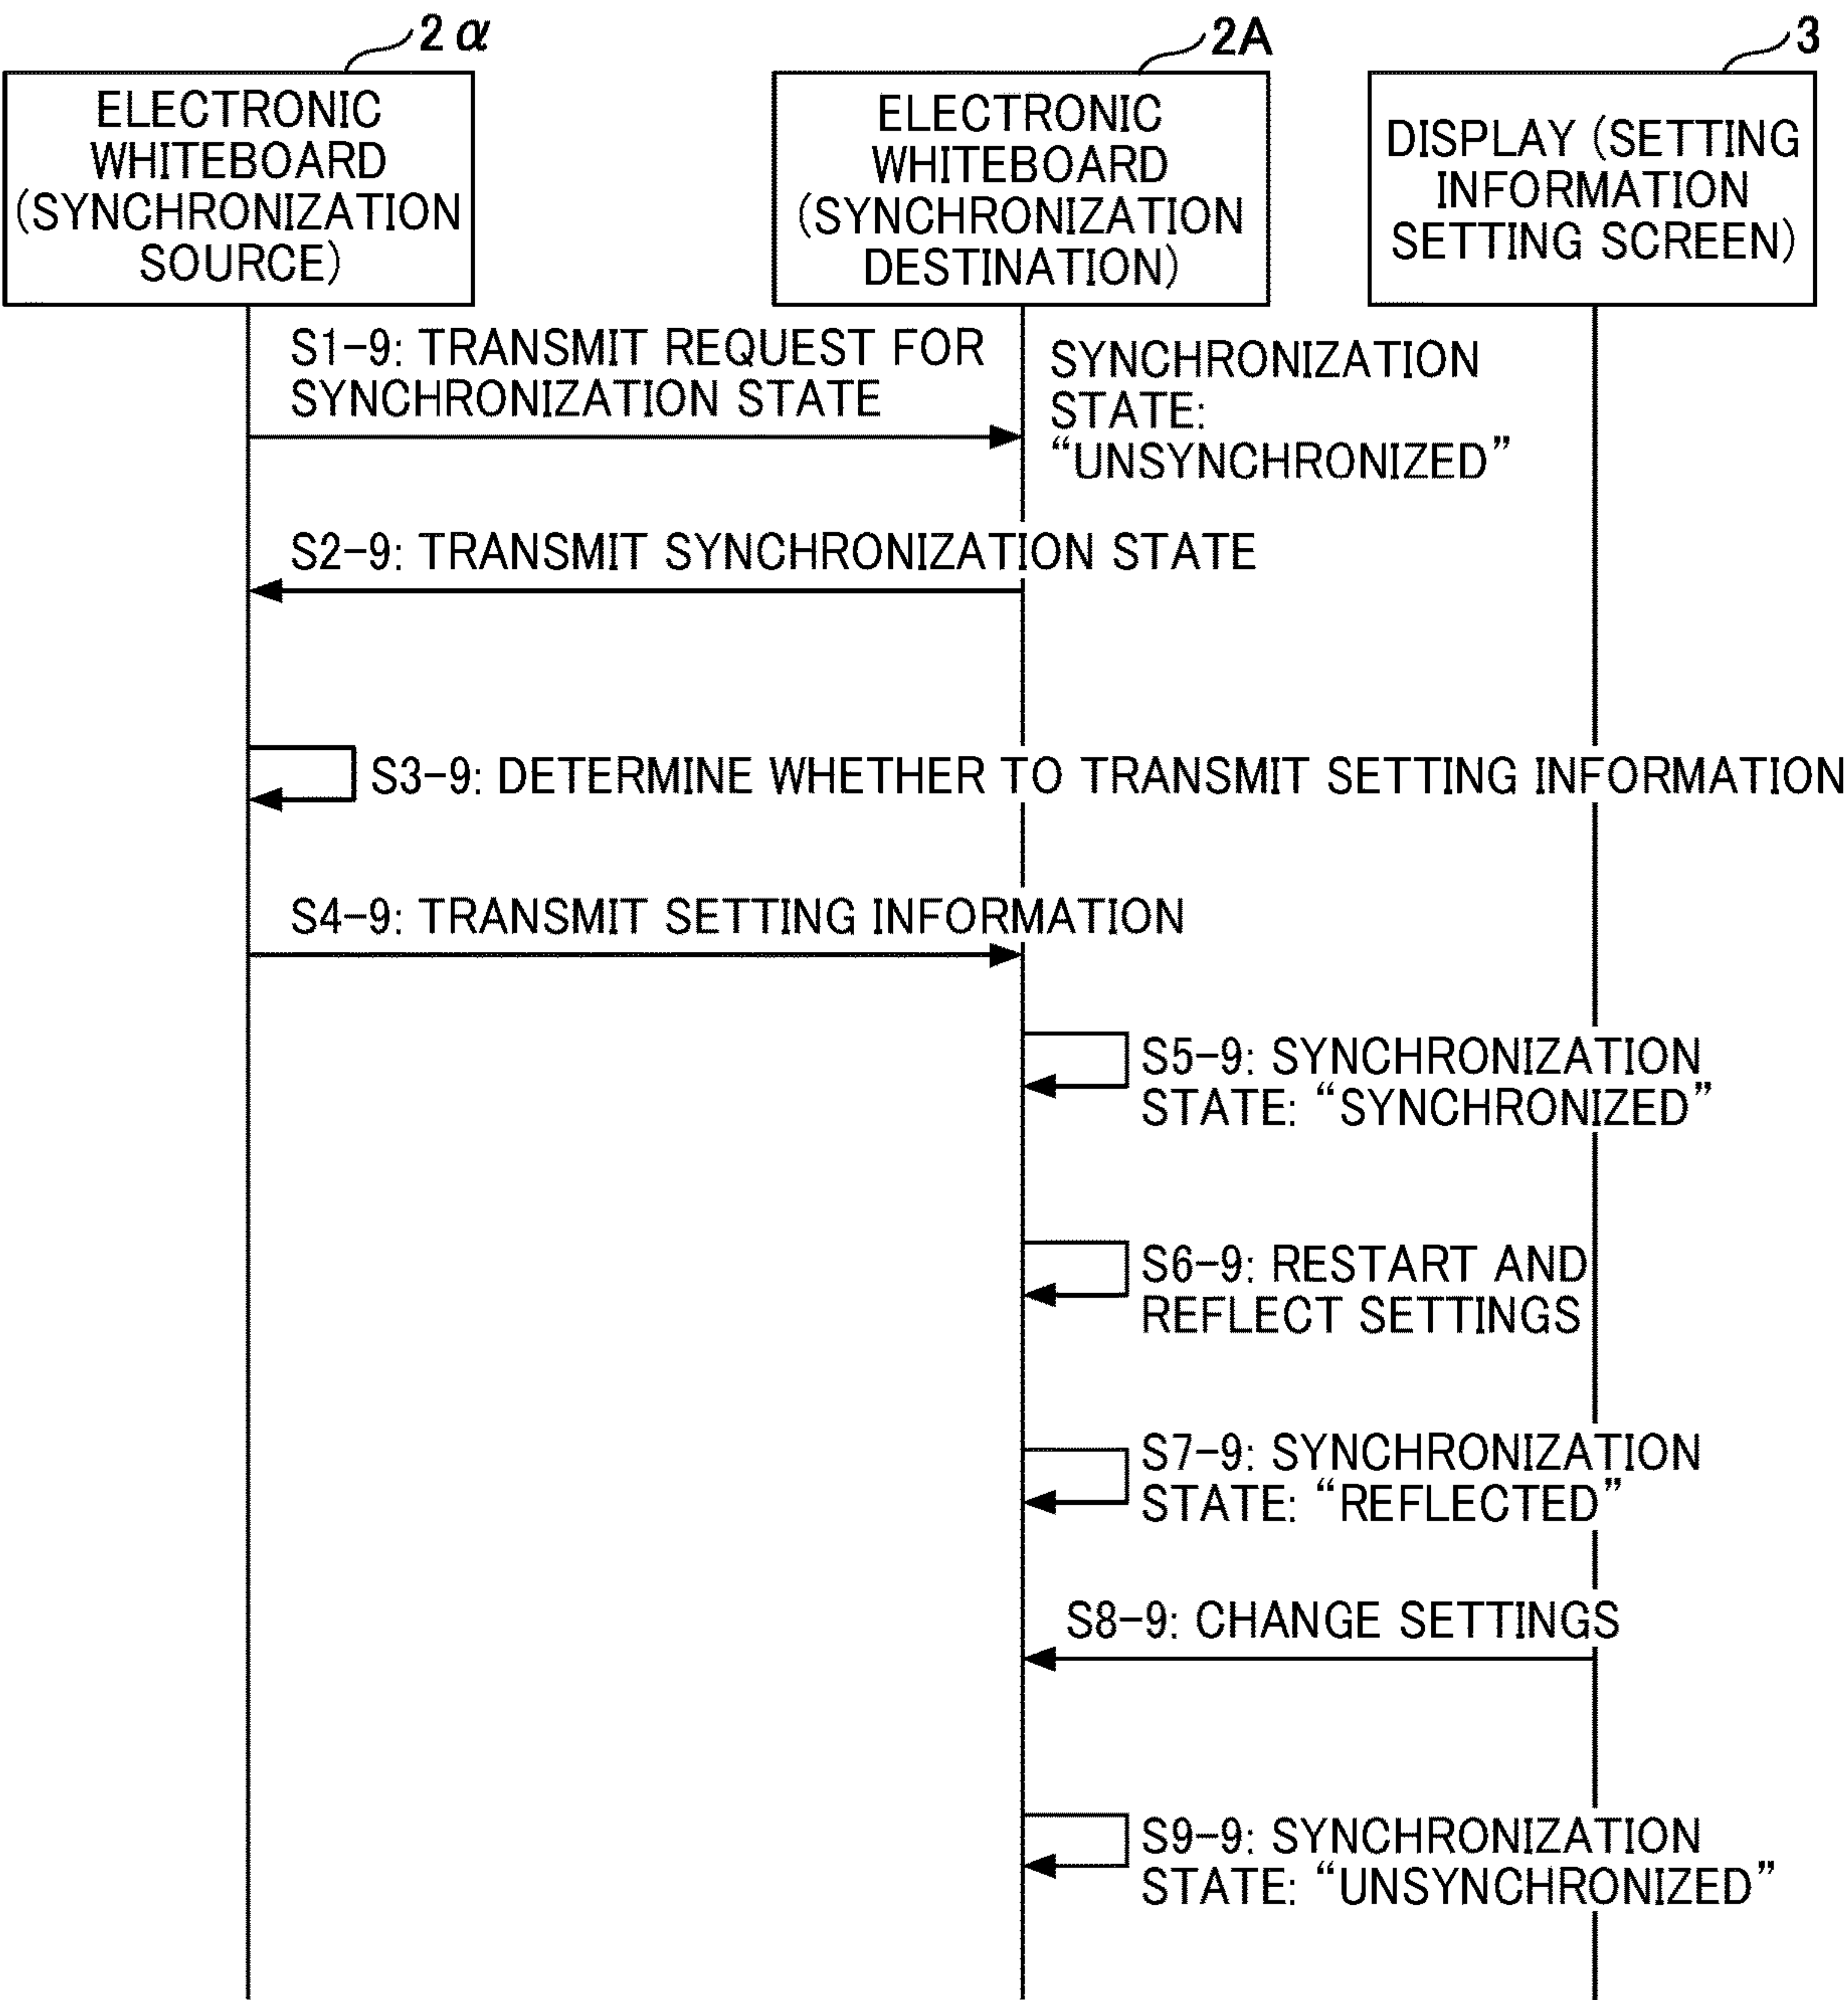 2α
2A
3
ELECTRONIC
WHITEBOARD
(SYNCHRONIZATION
SOURCE)
ELECTRONIC
WHITEBOARD
(SYNCHRONIZATION
DESTINATION)
DISPLAY (SETTING
INFORMATION
SETTING SCREEN)
S1-9: TRANSMIT REQUEST FOR
SYNCHRONIZATION STATE
SYNCHRONIZATION
STATE:
“UNSYNCHRONIZED”
S2-9: TRANSMIT SYNCHRONIZATION STATE
S3-9: DETERMINE WHETHER TO TRANSMIT SETTING INFORMATION
S4-9: TRANSMIT SETTING INFORMATION
S5-9: SYNCHRONIZATION
STATE: “SYNCHRONIZED”
S6-9: RESTART AND
REFLECT SETTINGS
S7-9: SYNCHRONIZATION
STATE: “REFLECTED”
S8-9: CHANGE SETTINGS
S9-9: SYNCHRONIZATION
STATE: “UNSYNCHRONIZED”